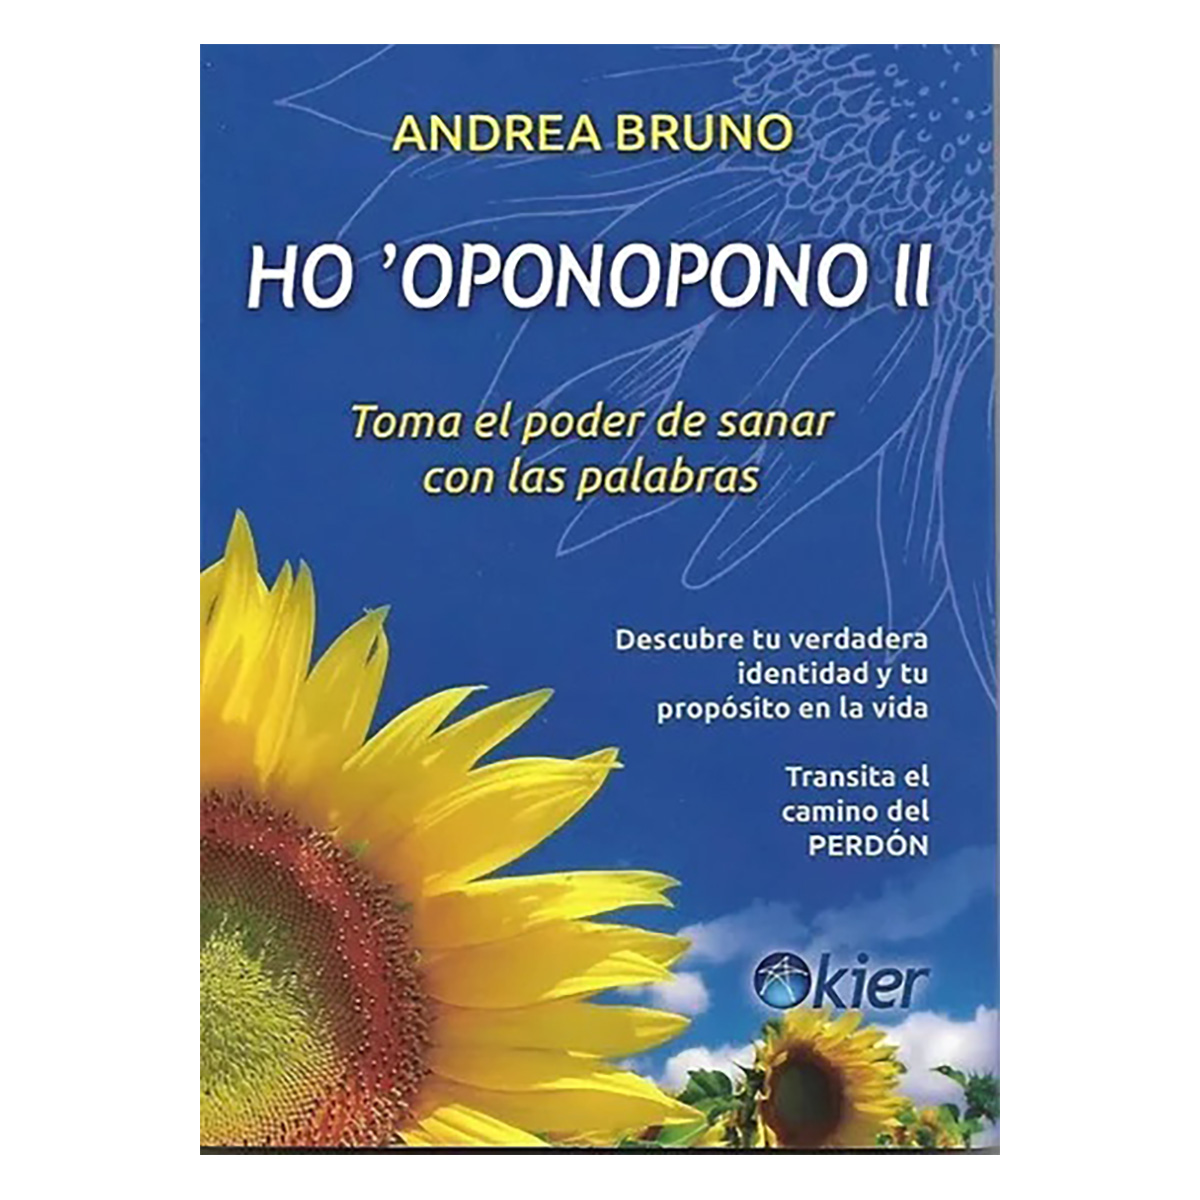 ANDREA BRUNO
HO 'OPONOPONO II
Toma el poder de sanar
con las palabras
Descubre tu verdadera
identidad y tu
propósito en la vida
Transita el
camino del
PERDÓN
kier